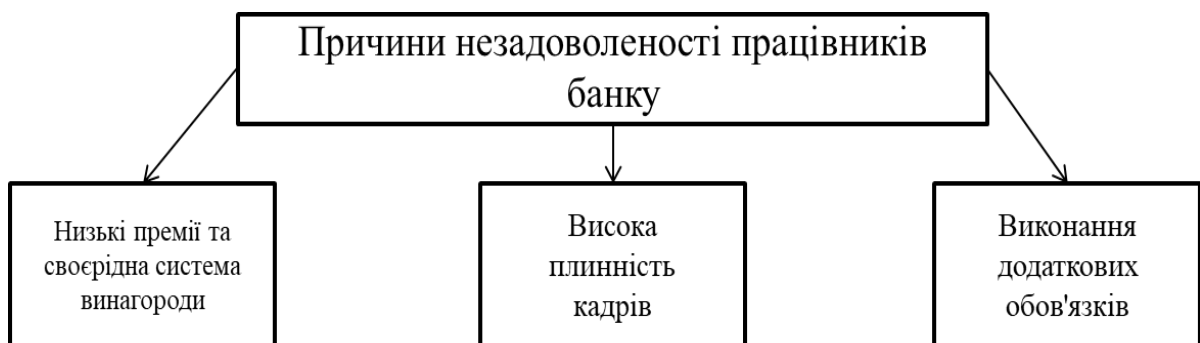 Причини незадоволеності працівників
банку
Низькі премії та
своєрідна система
винагороди
Висока
плинність
кадрів
Виконання
додаткових
обов'язків